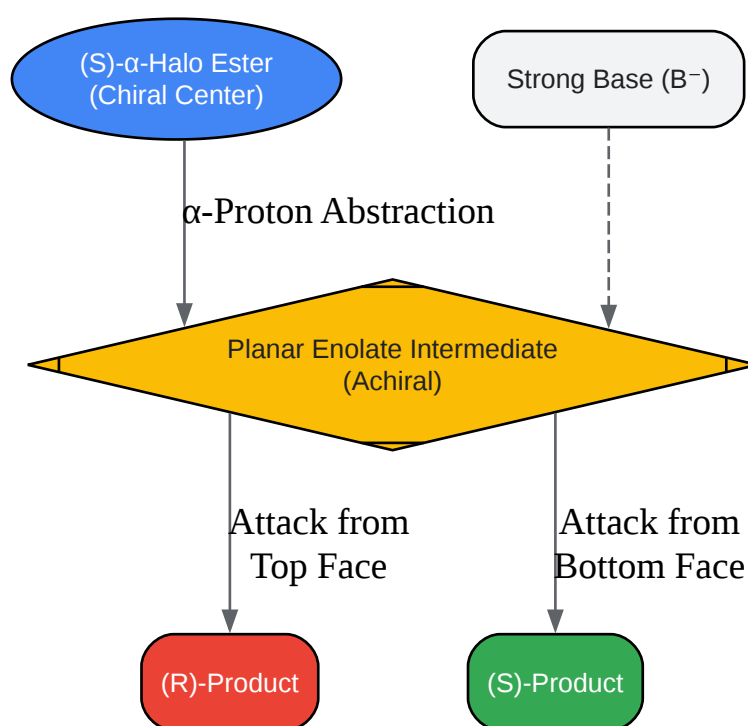 (S)-α-Halo Ester
(Chiral Center)
Strong Base (B⁻)
α-Proton Abstraction
Planar Enolate Intermediate
(Achiral)
Attack from
Top Face
Attack from
Bottom Face
(R)-Product
(S)-Product